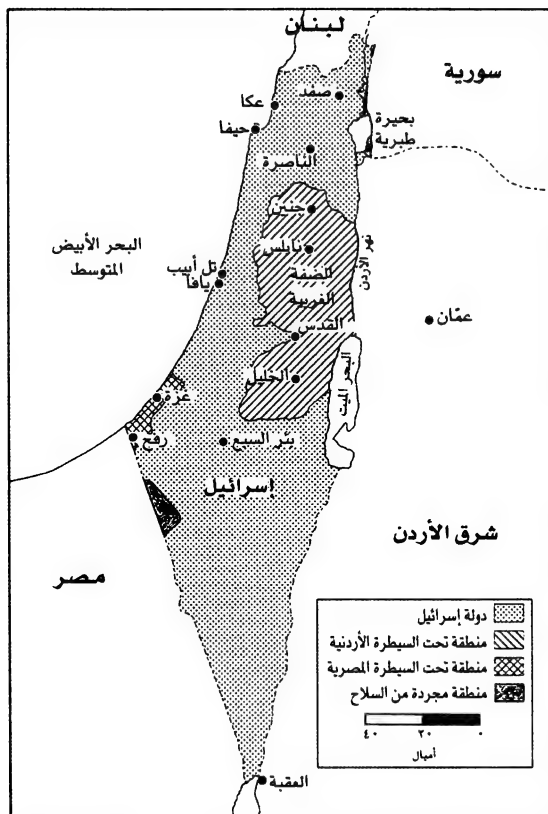 لبنان
سورية
صفد
عكا
بحيرة
طبرية
حيفا
الناصرة
جنين
البحر الأبيض
المتوسط
نابلس
نهر الأردن
الضفة
الغربية
تل أبيب
يافا
القدس
عمّان
البحر الميت
الخليل
غزة
رفح
بئر السبع
إسرائيل
شرق الأردن
مصر
دولة إسرائيل
منطقة تحت السيطرة الأردنية
منطقة تحت السيطرة المصرية
منطقة مجردة من السلاح
٤٠ ٢٠ ٠
أميال
العقبة